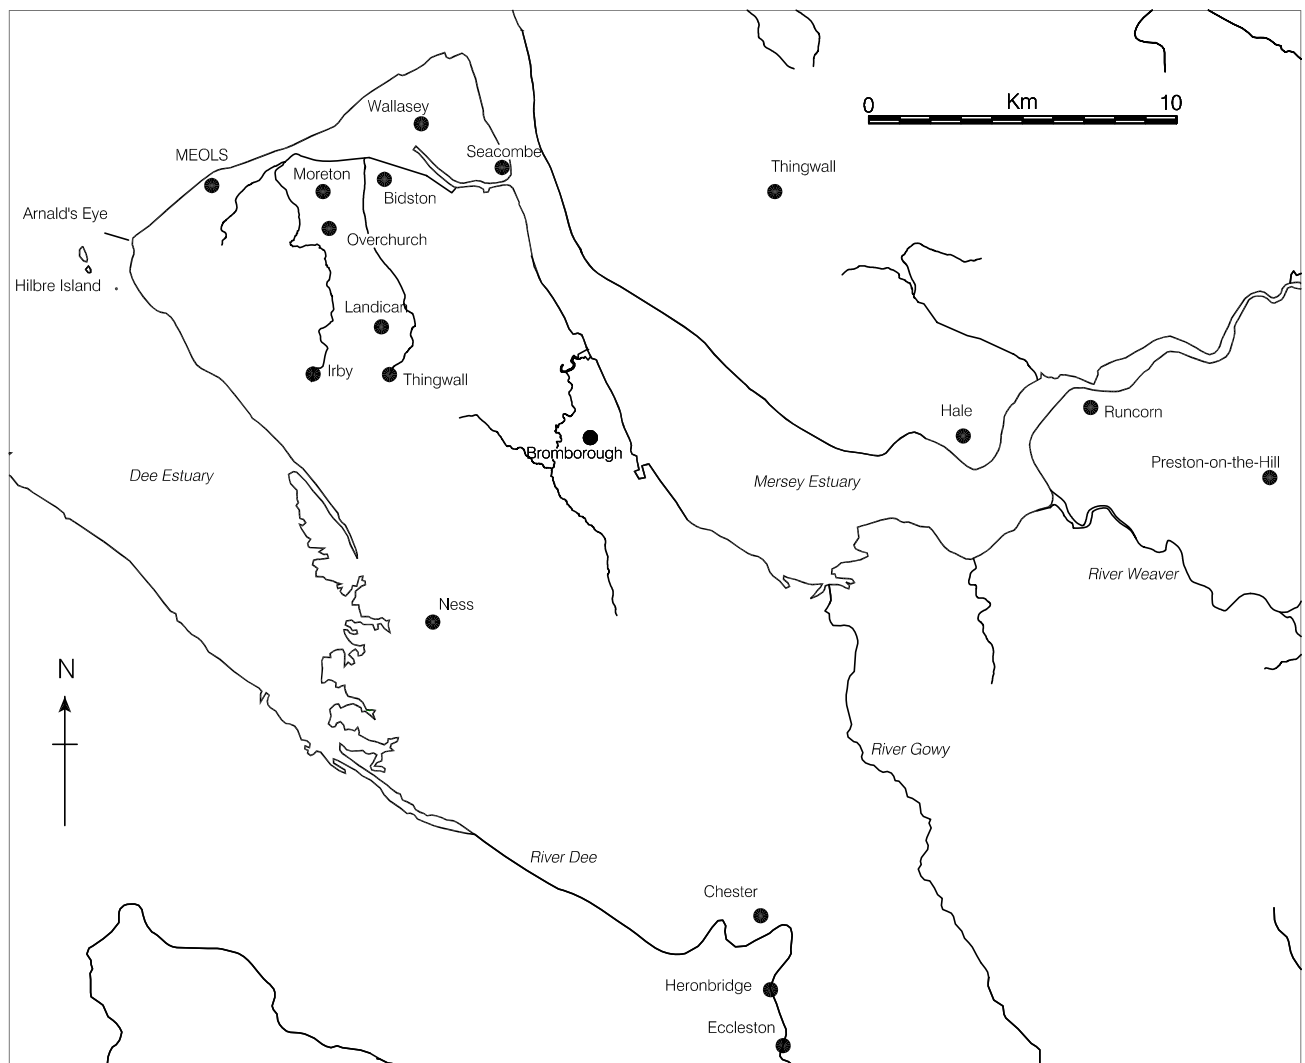 0 Km 10
Wallasey
MEOLS
Seacombe
Thingwall
Moreton
Bidston
Arnald's Eye
Overchurch
Hilbre Island
Landican
Irby
Thingwall
Hale
Runcorn
Bromborough
Preston-on-the-Hill
Dee Estuary
Mersey Estuary
River Weaver
Ness
N
River Gowy
River Dee
Chester
Heronbridge
Eccleston